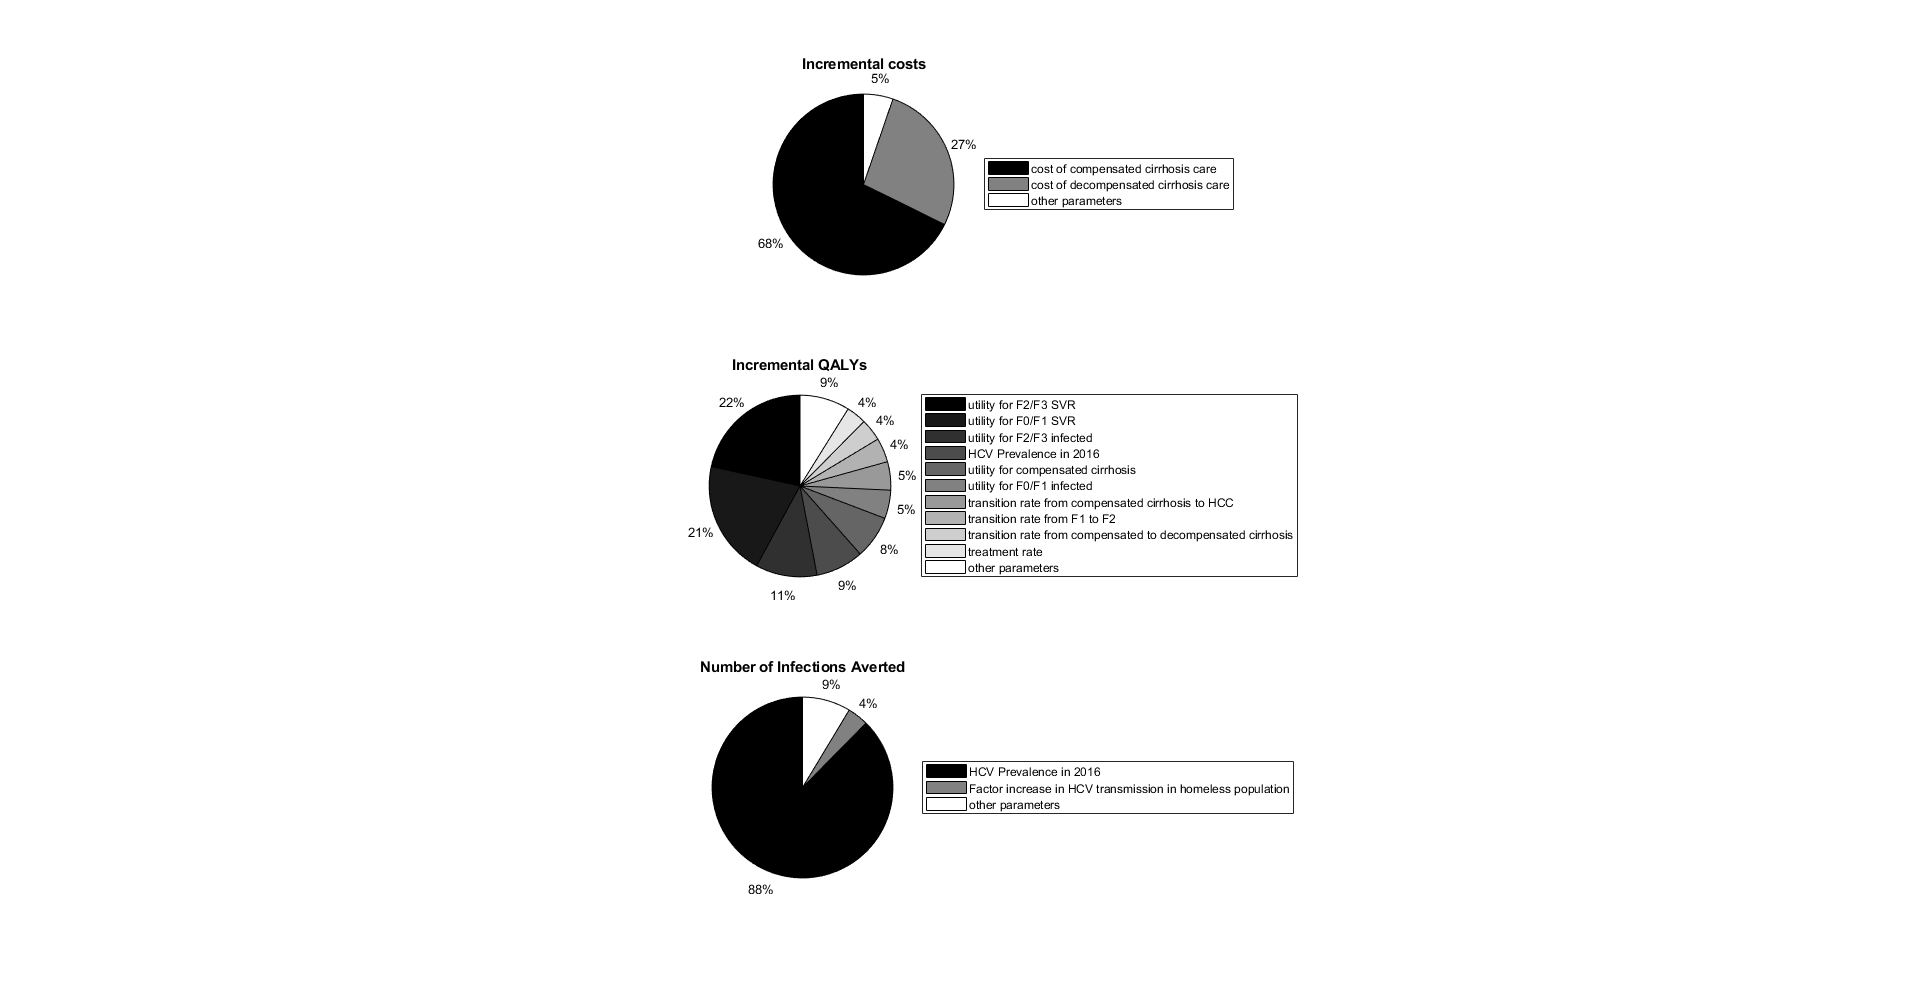 Incremental costs
5%
27%
68%
cost of compensated cirrhosis care
cost of decompensated cirrhosis care
other parameters
Incremental QALYs
9%
22%
4%
4%
4%
5%
5%
8%
9%
11%
21%
utility for F2/F3 SVR
utility for F0/F1 SVR
utility for F2/F3 infected
HCV Prevalence in 2016
utility for compensated cirrhosis
utility for F0/F1 infected
transition rate from compensated cirrhosis to HCC
transition rate from F1 to F2
transition rate from compensated to decompensated cirrhosis
treatment rate
other parameters
Number of Infections Averted
9%
4%
88%
HCV Prevalence in 2016
Factor increase in HCV transmission in homeless population
other parameters